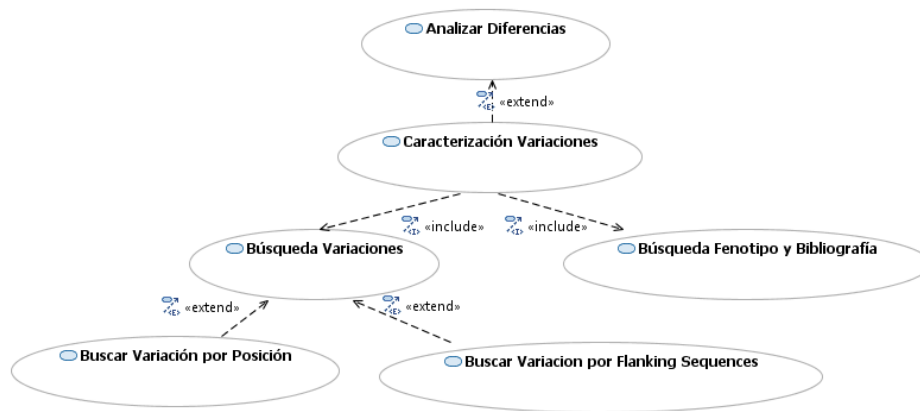 Analizar Diferencias
«extend»
Caracterización Variaciones
«include»
«include»
Búsqueda Variaciones
Búsqueda Fenotipo y Bibliografía
«extend»
«extend»
Buscar Variación por Posición
Buscar Variacion por Flanking Sequences